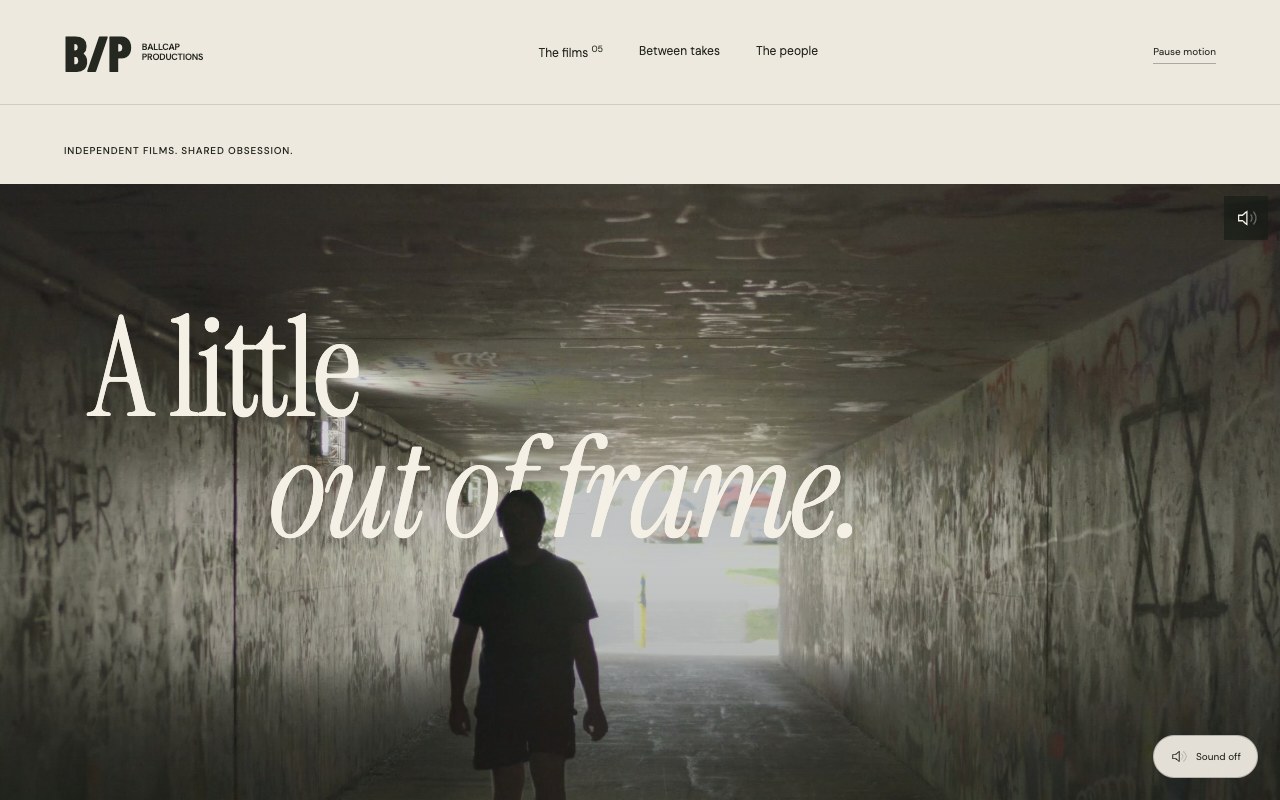 B/P
BALLCAP
PRODUCTIONS
The films 05
Between takes
The people
Pause motion
INDEPENDENT FILMS. SHARED OBSESSION.
A little
out of frame.
Sound off